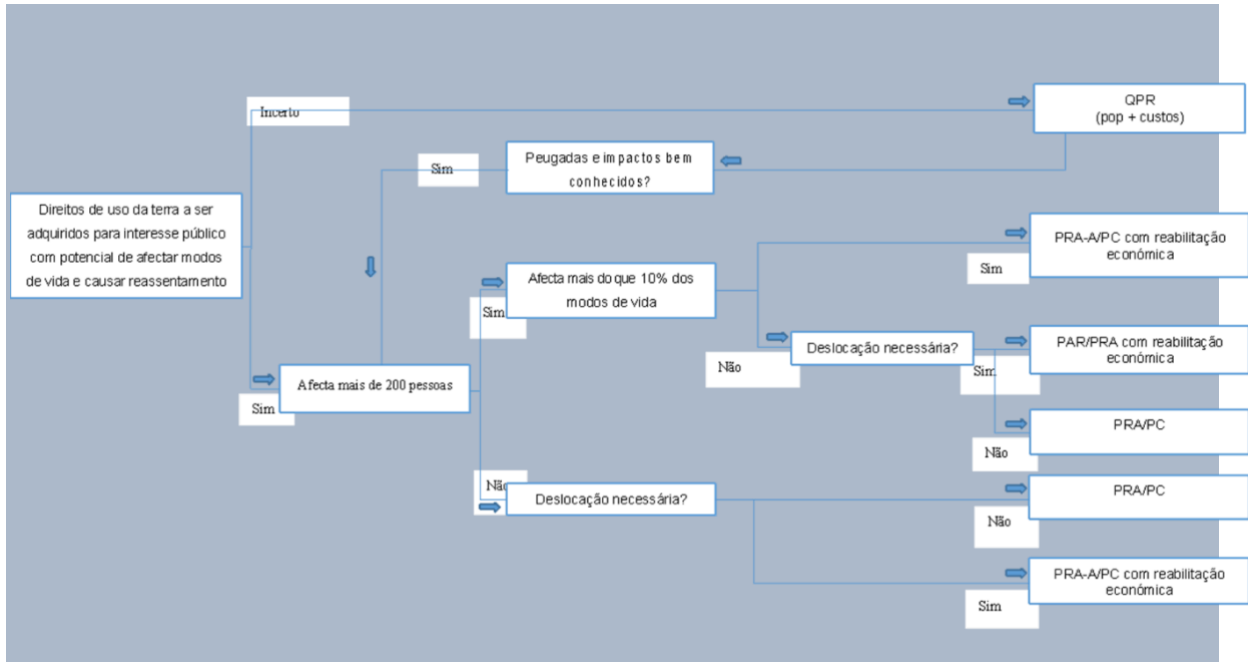 Incerto
QPR
(pop + custos)
Sim
Peugadas e impactos bem
conhecidos?
Direitos de uso da terra a ser
adquiridos para interesse público
com potencial de afectar modos
de vida e causar reassentamento
PRA-A/PC com reabilitação
económica
Sim
Afecta mais do que 10% dos
modos de vida
Sim
Deslocação necessária?
Não
PAR/PRA com reabilitação
económica
Sim
Afecta mais de 200 pessoas
Sim
PRA/PC
Não
Não
Deslocação necessária?
PRA/PC
Não
PRA-A/PC com reabilitação
económica
Sim